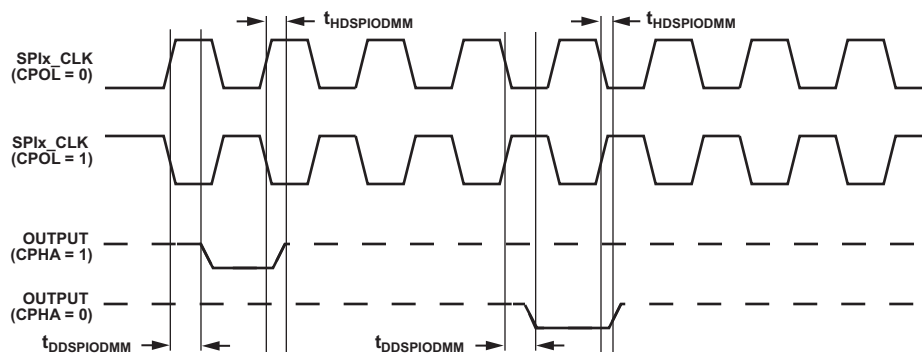 tHDSPIODMM
tHDSPIODMM
SPIx_CLK
(CPOL = 0)
SPIx_CLK
(CPOL = 1)
OUTPUT
(CPHA = 1)
OUTPUT
(CPHA = 0)
tDDSPIODMM
tDDSPIODMM